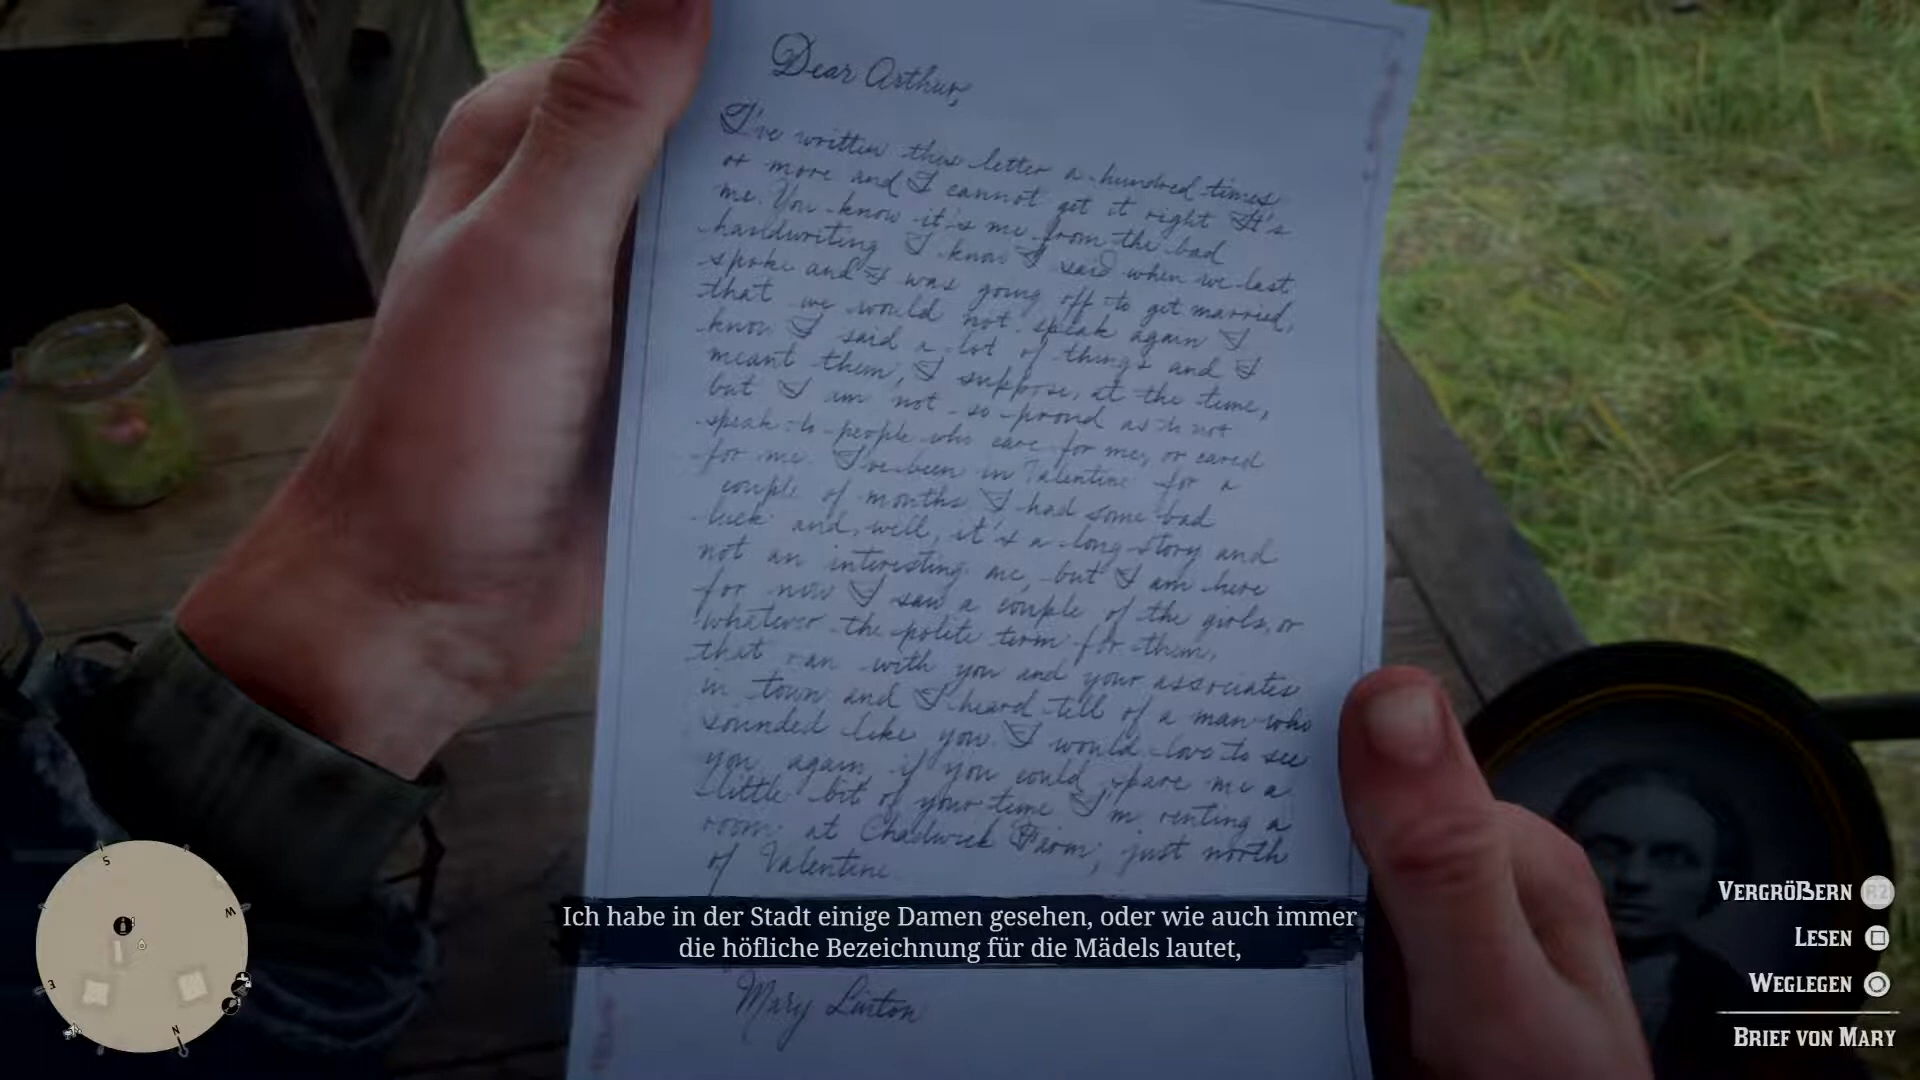 Dear Arthur,
I've written this letter a hundred times
or more and I cannot get it right It's
me. You know it's me from the bad
handwriting I know I said when we last
spoke and I was going off to get married,
that we would not speak again I
know I said a lot of things and I
meant them, I suppose, at the time,
but I am not so proud as to not
speak to people who care for me, or cared
for me. I've been in Valentine for a
couple of months I had some bad
luck and, well, it's a long story and
not an interesting one, but I am here
for now I saw a couple of the girls, or
whatever the polite term for them,
that ran with you and your associates
in town and I heard tell of a man who
sounded like you. I would love to see
you again, if you could spare me a
little bit of your time I'm renting a
room at Chadwick Farm, just north
of Valentine
Ich habe in der Stadt einige Damen gesehen, oder wie auch immer
die höfliche Bezeichnung für die Mädels lautet,
Mary Linton
S
W
E
N
VERGRÖẞERN R2
LESEN
WEGLEGEN
BRIEF VON MARY